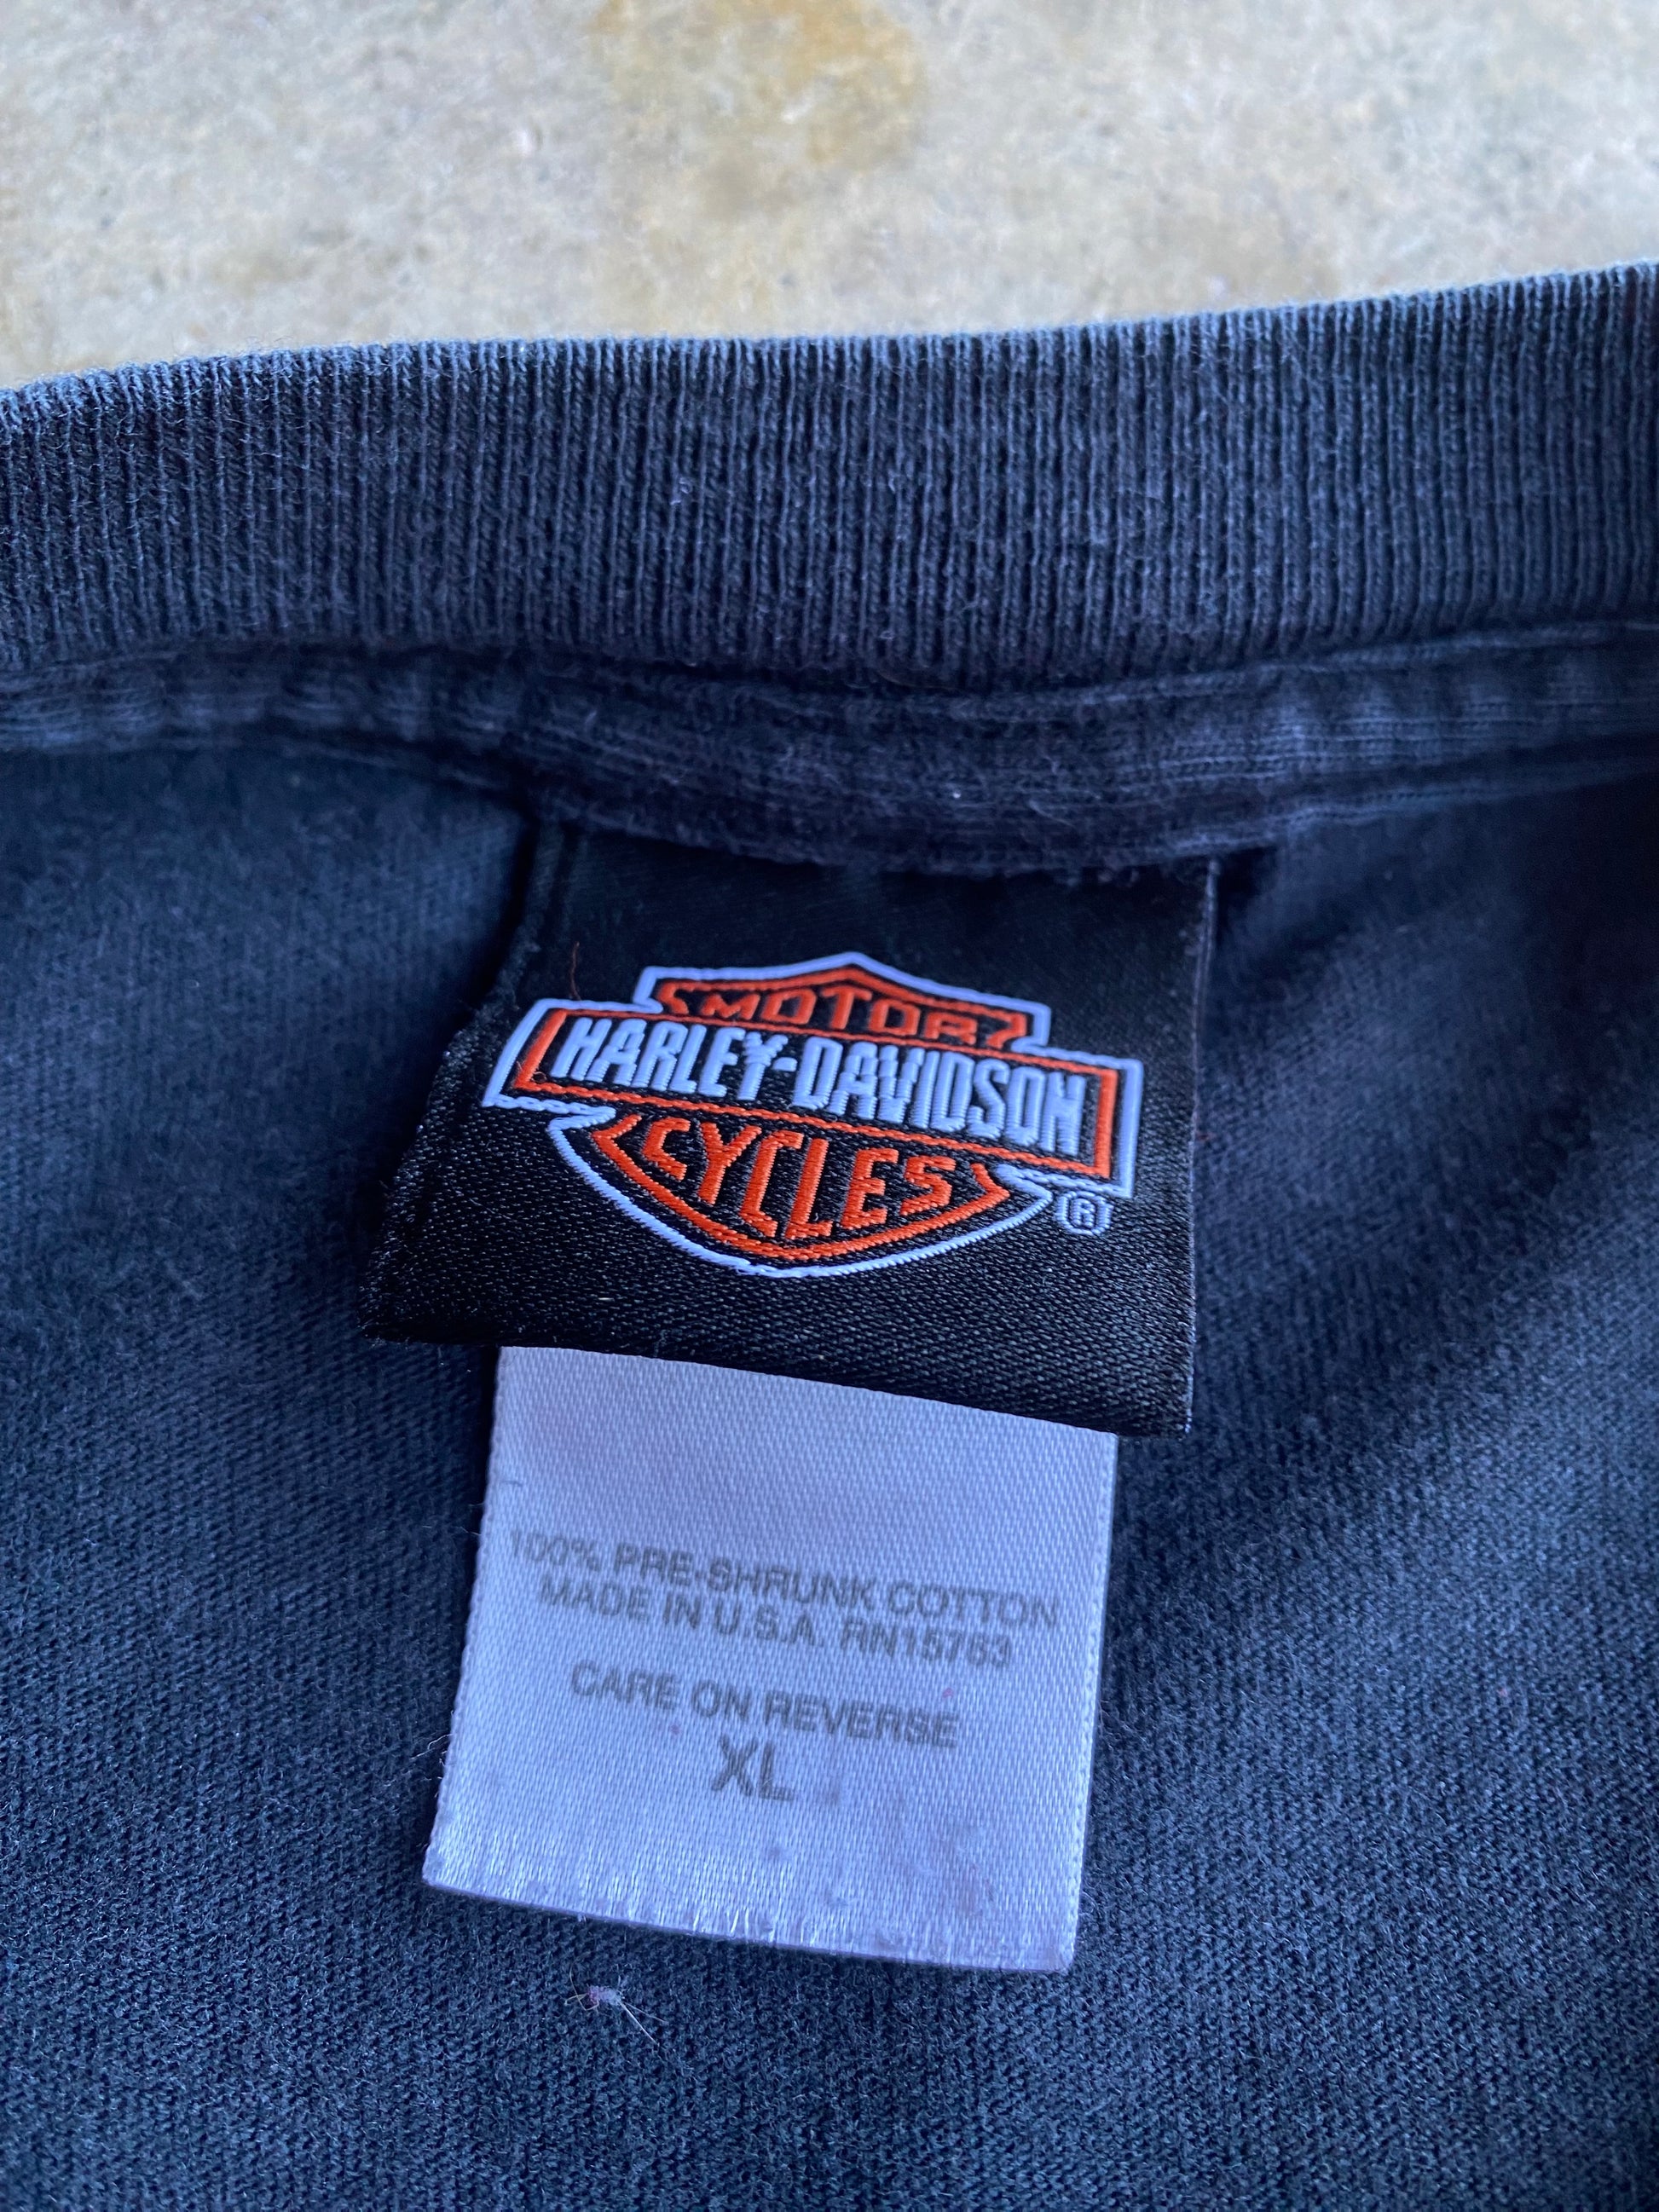 MOTOR
HARLEY-DAVIDSON
CYCLES
®
100% PRE-SHRUNK COTTON
MADE IN U.S.A. RN15763
CARE ON REVERSE
XL